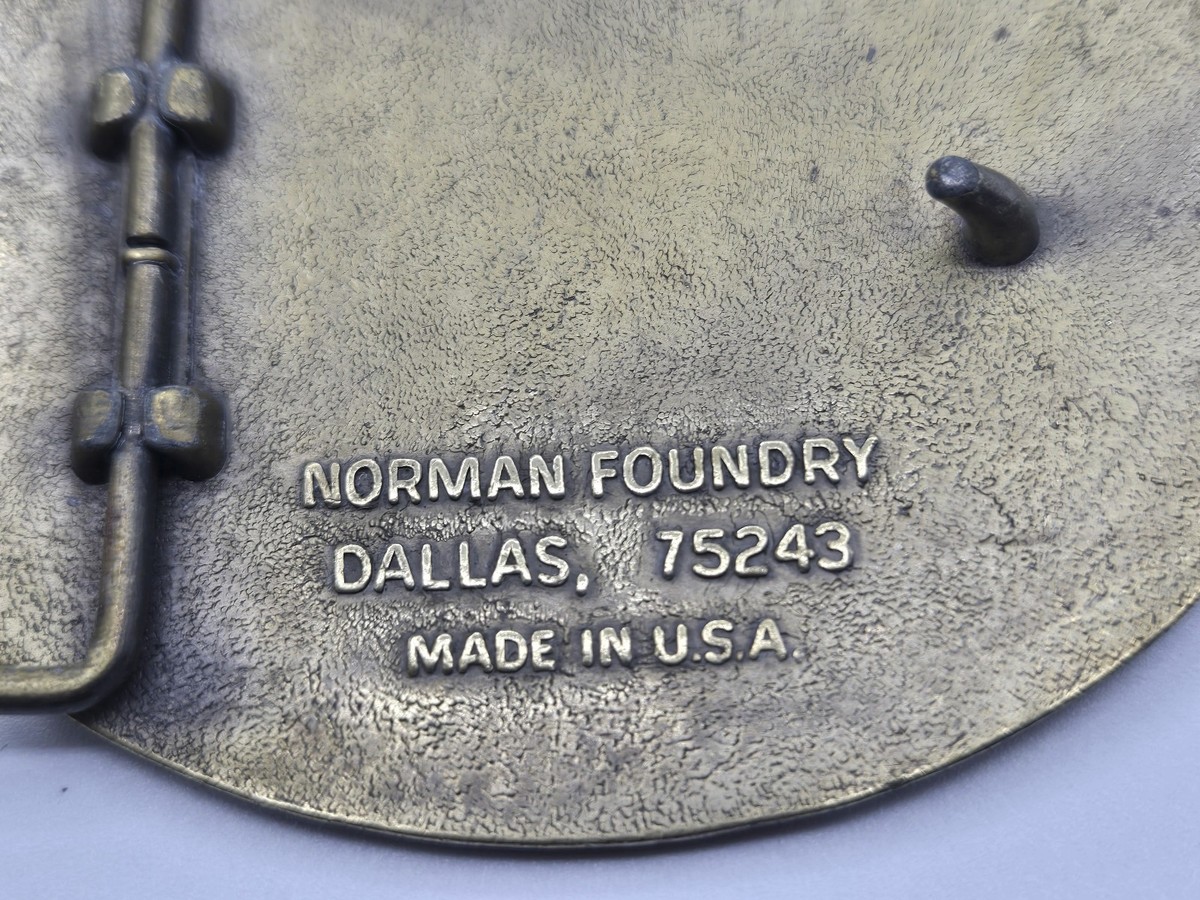 NORMAN FOUNDRY
DALLAS, 75243
MADE IN U.S.A.